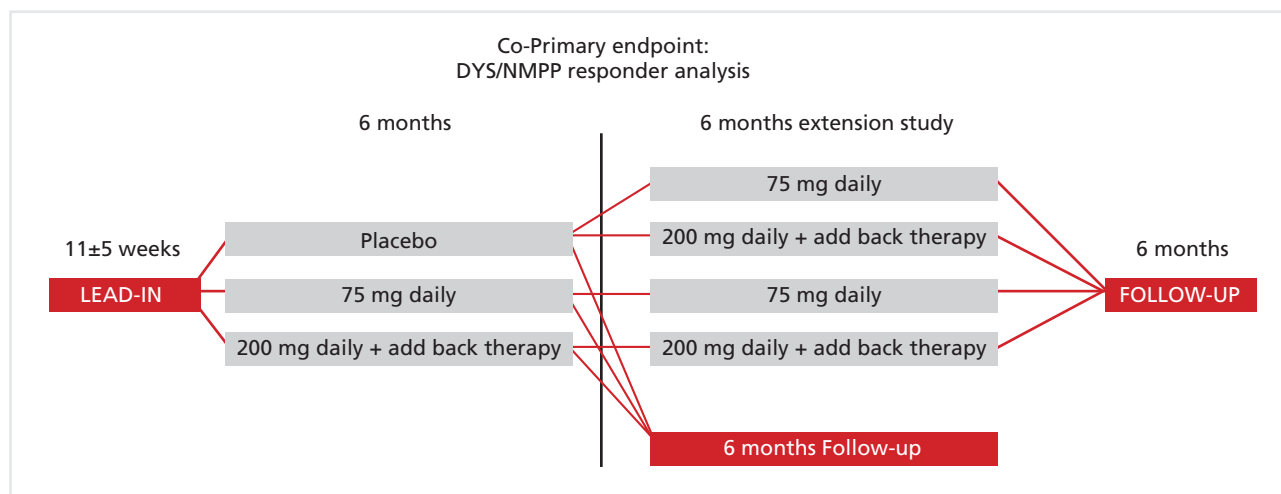 Co-Primary endpoint:
DYS/NMPP responder analysis
6 months
6 months extension study
75 mg daily
Placebo
200 mg daily + add back therapy
11±5 weeks
6 months
LEAD-IN
75 mg daily
75 mg daily
FOLLOW-UP
200 mg daily + add back therapy
200 mg daily + add back therapy
6 months Follow-up